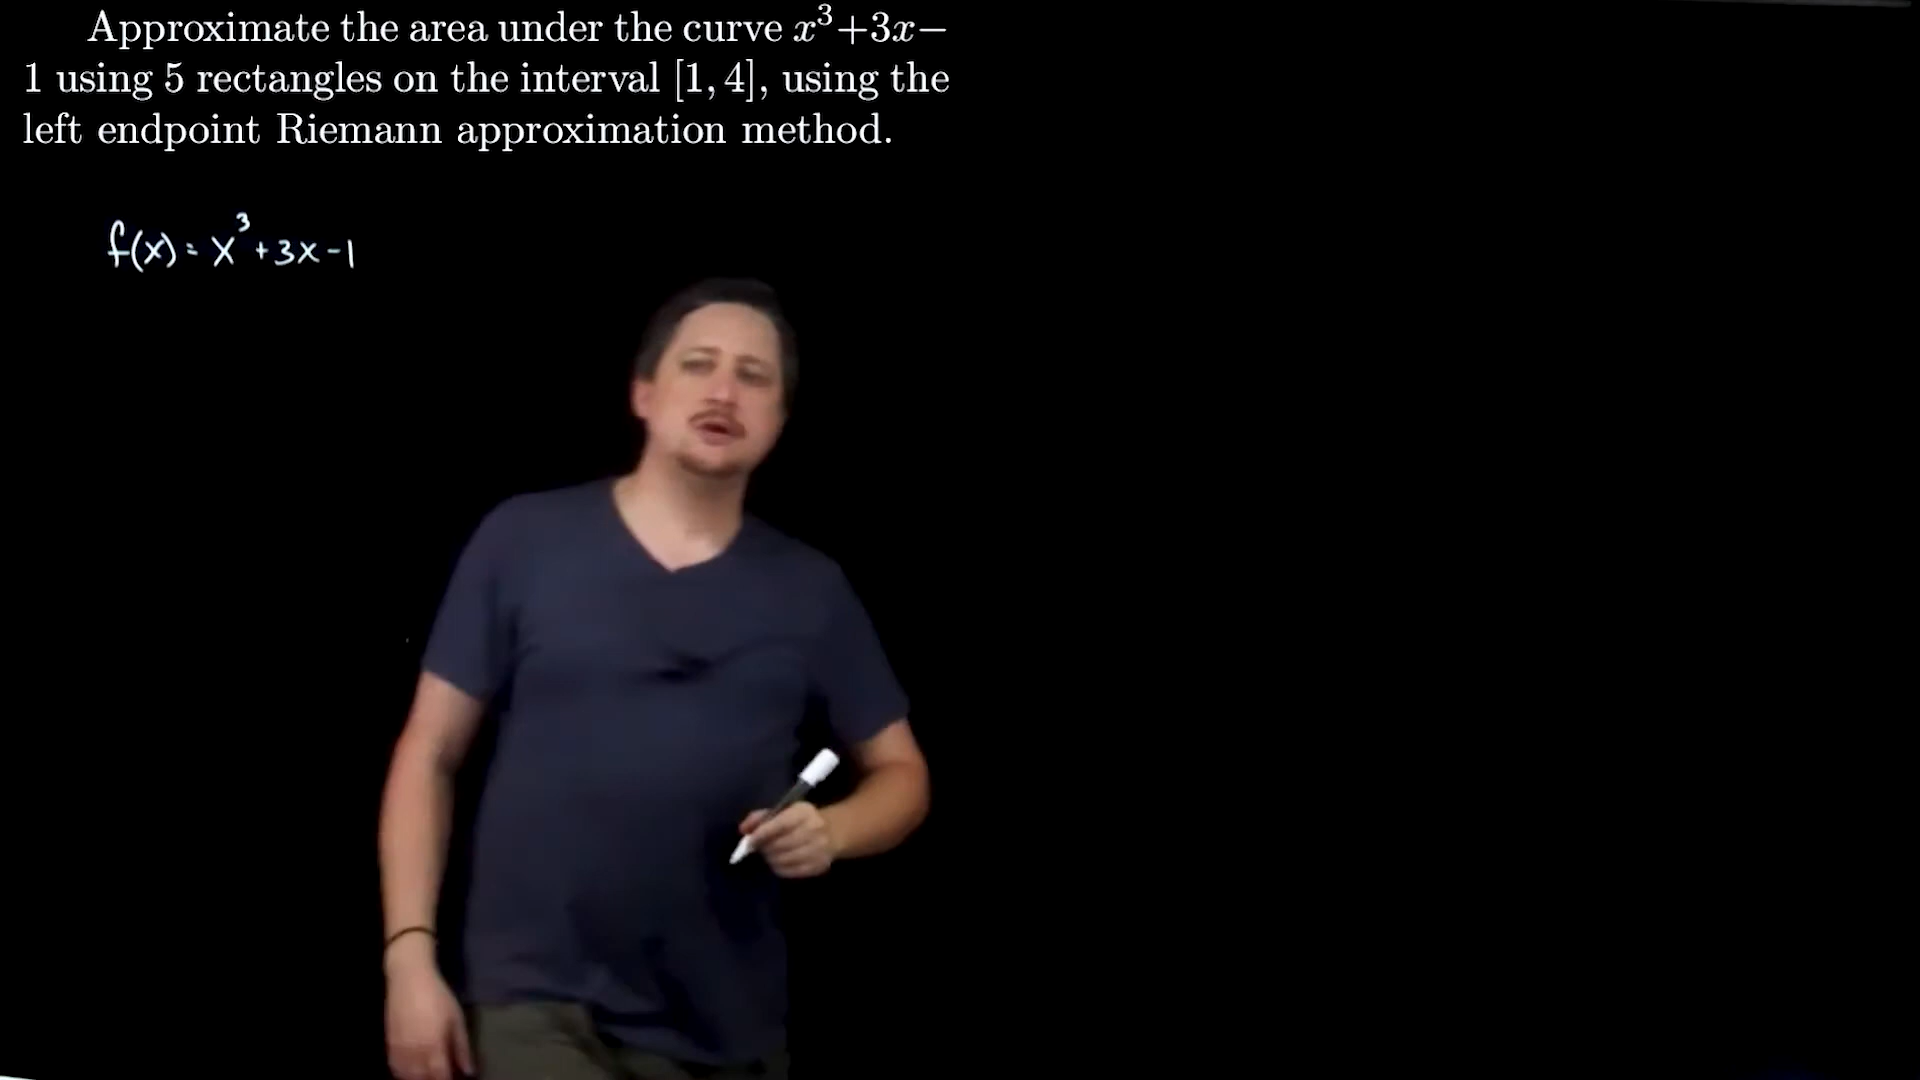 Approximate the area under the curve x³+3x−
1 using 5 rectangles on the interval [1, 4], using the
left endpoint Riemann approximation method.
f(x) = x³+3x-1